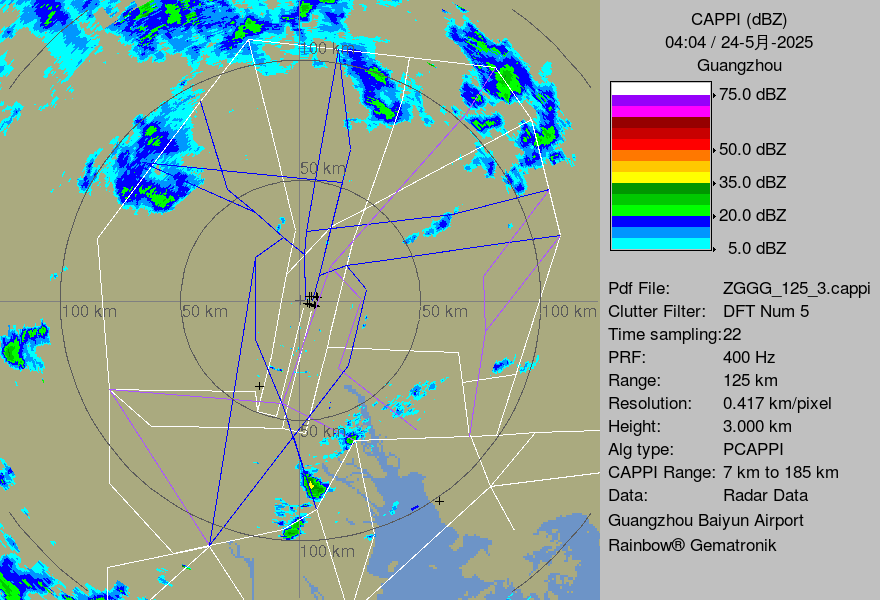 CAPPI (dBZ)
04:04 / 24-5月-2025
Guangzhou
75.0 dBZ
50.0 dBZ
35.0 dBZ
20.0 dBZ
5.0 dBZ
Pdf File: ZGGG_125_3.cappi
Clutter Filter: DFT Num 5
Time sampling:22
PRF: 400 Hz
Range: 125 km
Resolution: 0.417 km/pixel
Height: 3.000 km
Alg type: PCAPPI
CAPPI Range: 7 km to 185 km
Data: Radar Data
Guangzhou Baiyun Airport
Rainbow® Gematronik
100 km
50 km
100 km
50 km
50 km
100 km
50 km
100 km